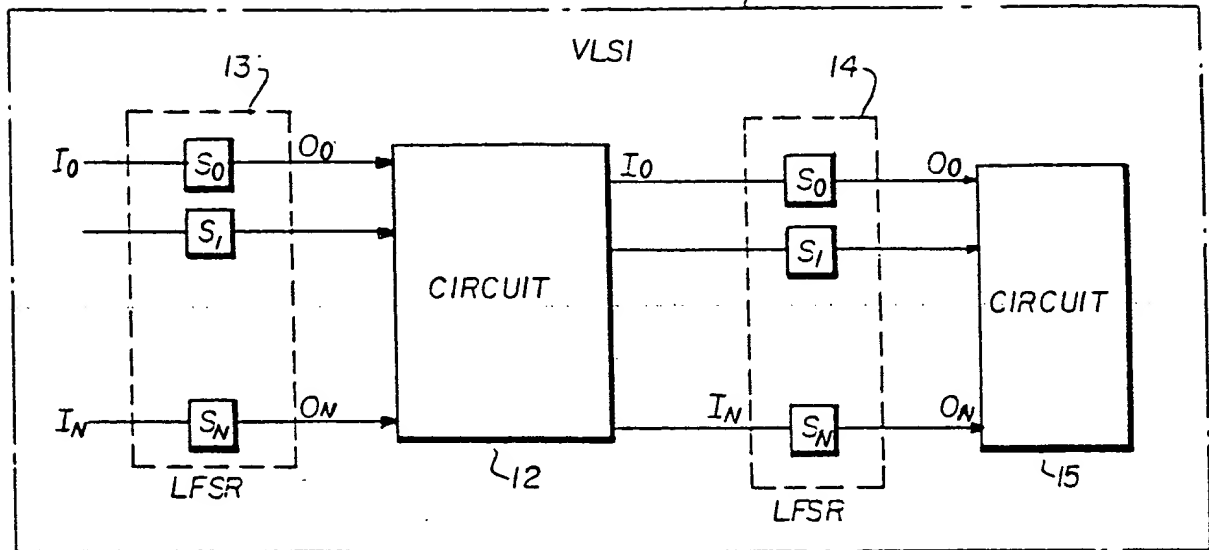 VLSI
13
14
I0
S0
O0
I0
S0
O0
S1
S1
CIRCUIT
CIRCUIT
IN
SN
ON
IN
SN
ON
LFSR
12
LFSR
15